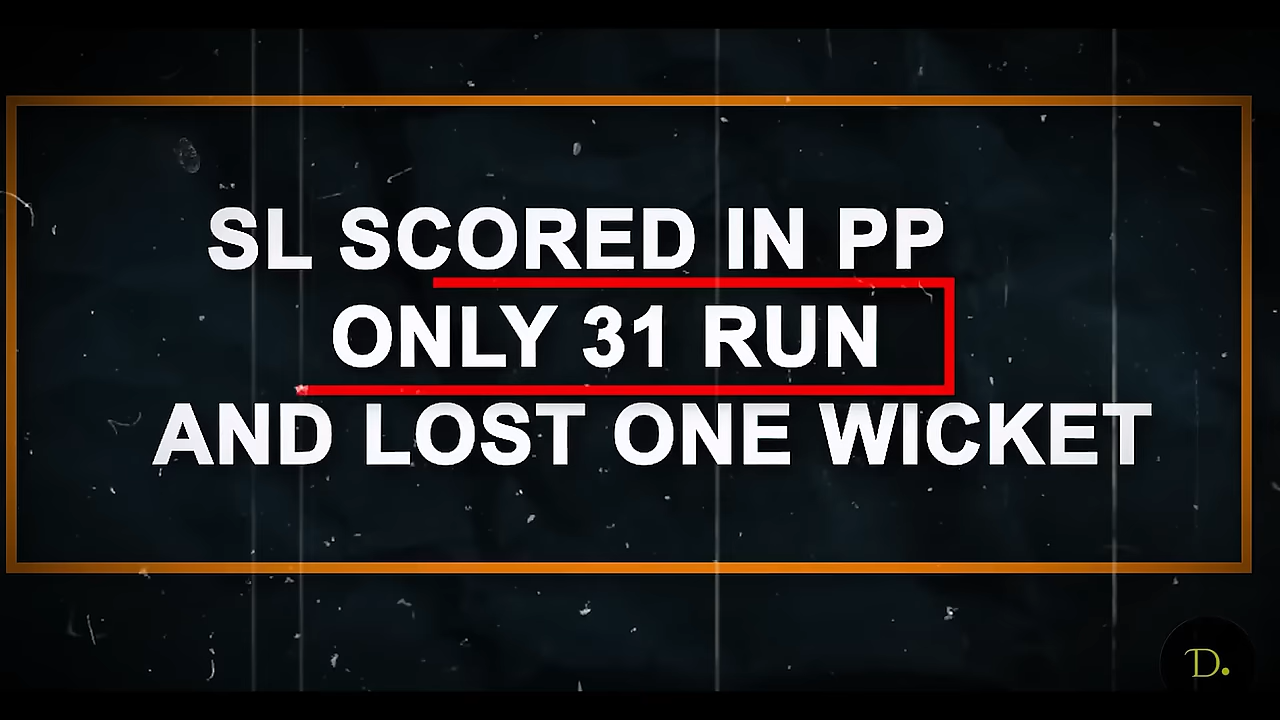 SL SCORED IN PP
ONLY 31 RUN
AND LOST ONE WICKET
D.